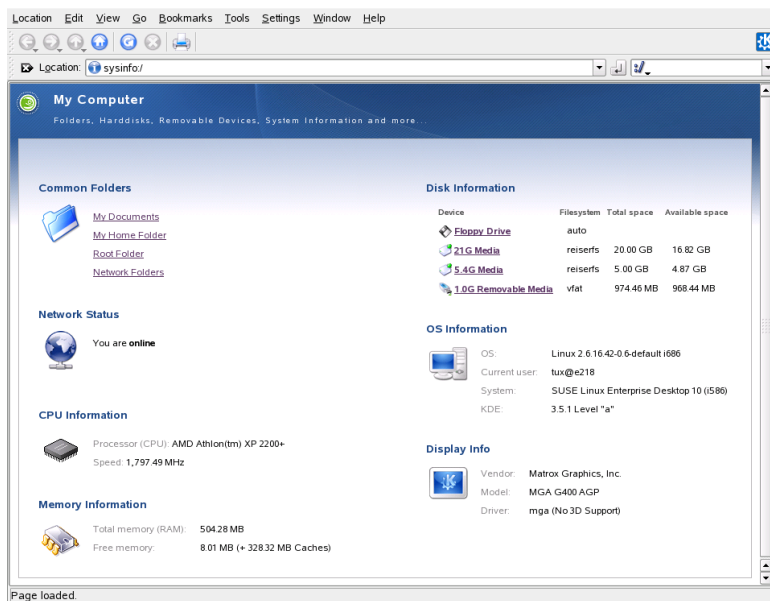 Location Edit View Go Bookmarks Tools Settings Window Help
Location: sysinfo:/
My Computer
Folders, Harddisks, Removable Devices, System Information and more...
Common Folders
My Documents
My Home Folder
Root Folder
Network Folders
Network Status
You are online
CPU Information
Processor (CPU): AMD Athlon(tm) XP 2200+
Speed: 1,797.49 MHz
Memory Information
Total memory (RAM): 504.28 MB
Free memory: 8.01 MB (+ 328.32 MB Caches)
Disk Information
Device Filesystem Total space Available space
Floppy Drive auto
21G Media reiserfs 20.00 GB 16.82 GB
5.4G Media reiserfs 5.00 GB 4.87 GB
1.0G Removable Media vfat 974.46 MB 968.44 MB
OS Information
OS: Linux 2.6.16.42-0.6-default i686
Current user: tux@e218
System: SUSE Linux Enterprise Desktop 10 (i586)
KDE: 3.5.1 Level "a"
Display Info
Vendor: Matrox Graphics, Inc.
Model: MGA G400 AGP
Driver: mga (No 3D Support)
Page loaded.